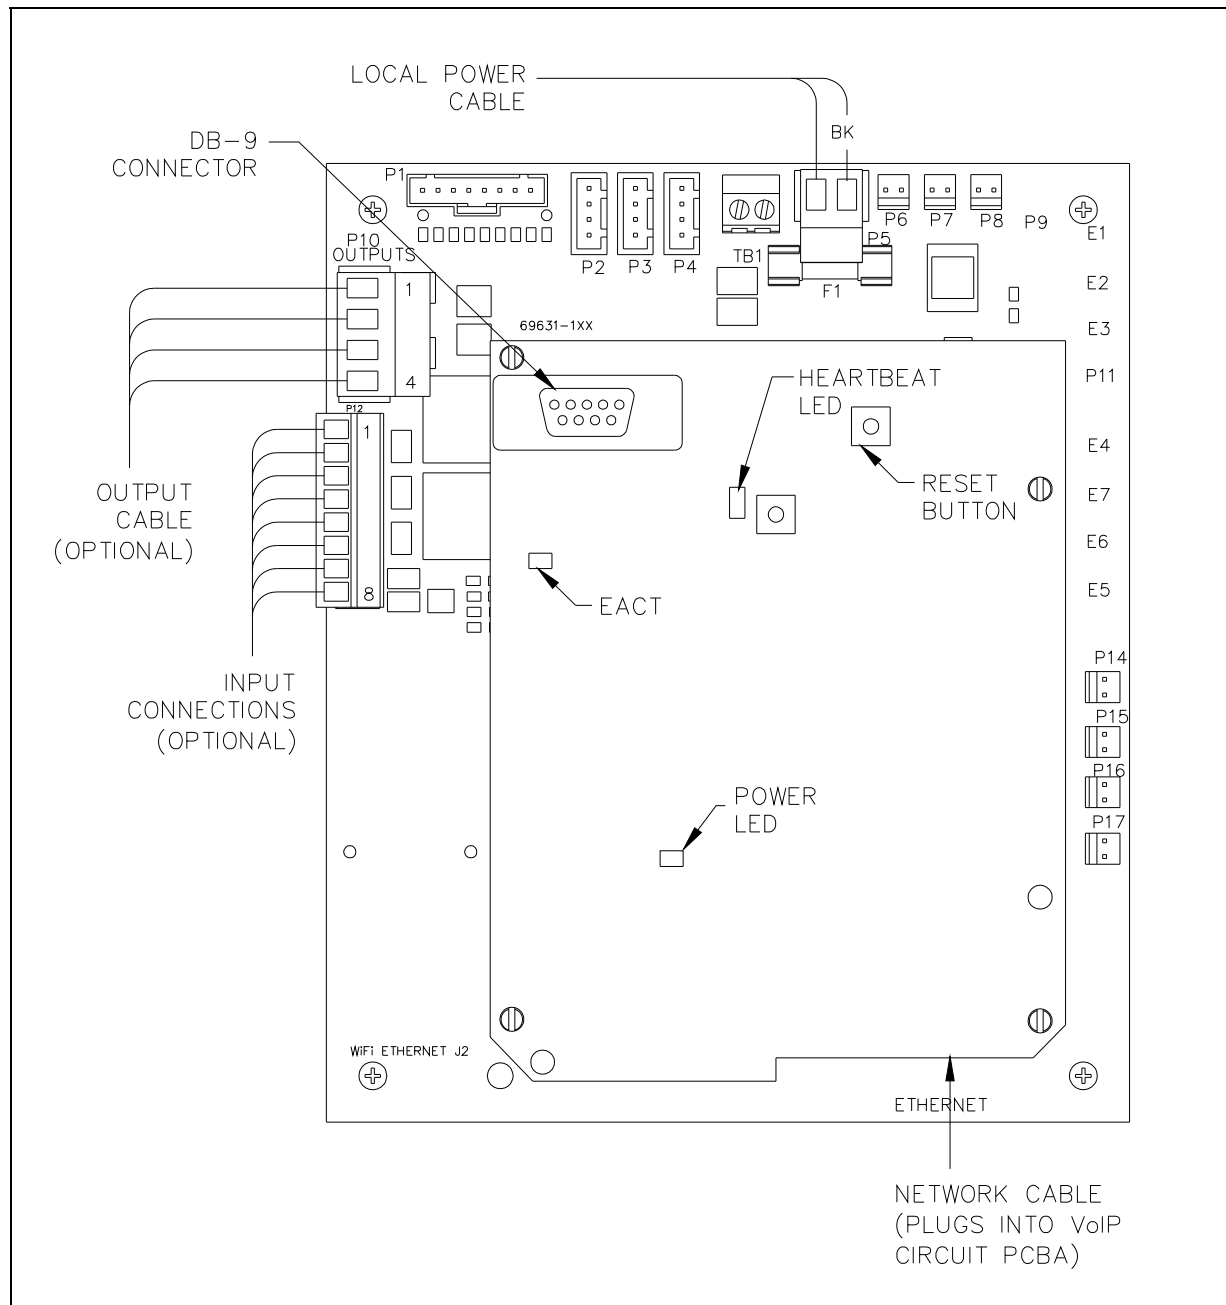 LOCAL POWER
CABLE
BK
DB-9
CONNECTOR
P1
P10
OUTPUTS
P2
P3
P4
TB1
P5
F1
P6
P7
P8
P9
E1
E2
E3
P11
E4
E7
E6
E5
1
4
69631-1XX
P12
1
8
HEARTBEAT
LED
RESET
BUTTON
OUTPUT
CABLE
(OPTIONAL)
EACT
INPUT
CONNECTIONS
(OPTIONAL)
P14
P15
P16
P17
POWER
LED
WiFi ETHERNET J2
ETHERNET
NETWORK CABLE
(PLUGS INTO VoIP
CIRCUIT PCBA)